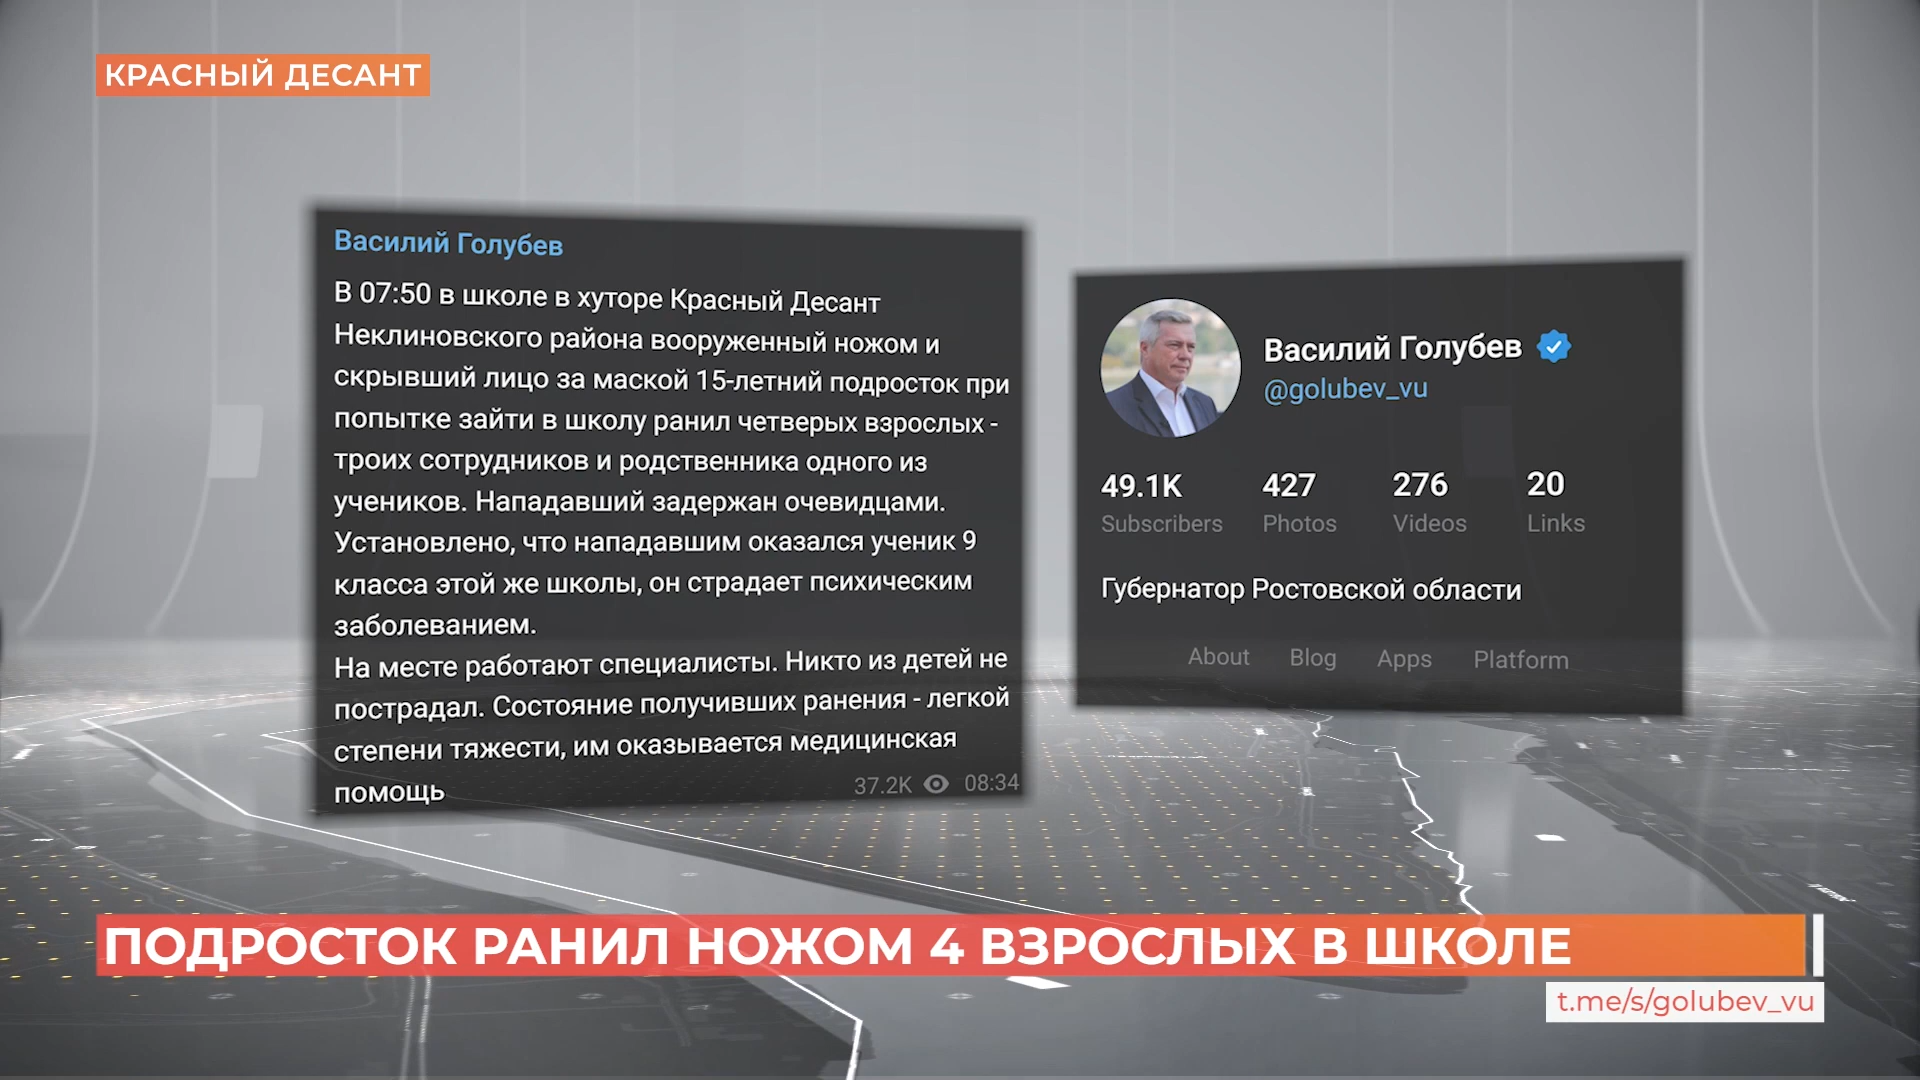 КРАСНЫЙ ДЕСАНТ
Василий Голубев
В 07:50 в школе в хуторе Красный Десант
Неклиновского района вооруженный ножом и
скрывший лицо за маской 15-летний подросток при
попытке зайти в школу ранил четверых взрослых -
троих сотрудников и родственника одного из
учеников. Нападавший задержан очевидцами.
Установлено, что нападавшим оказался ученик 9
класса этой же школы, он страдает психическим
заболеванием.
На месте работают специалисты. Никто из детей не
пострадал. Состояние получивших ранения - легкой
степени тяжести, им оказывается медицинская
помощь
37.2K 08:34
Василий Голубев
@golubev_vu
49.1K 427 276 20
Subscribers Photos Videos Links
Губернатор Ростовской области
About Blog Apps Platform
ПОДРОСТОК РАНИЛ НОЖОМ 4 ВЗРОСЛЫХ В ШКОЛЕ
t.me/s/golubev_vu